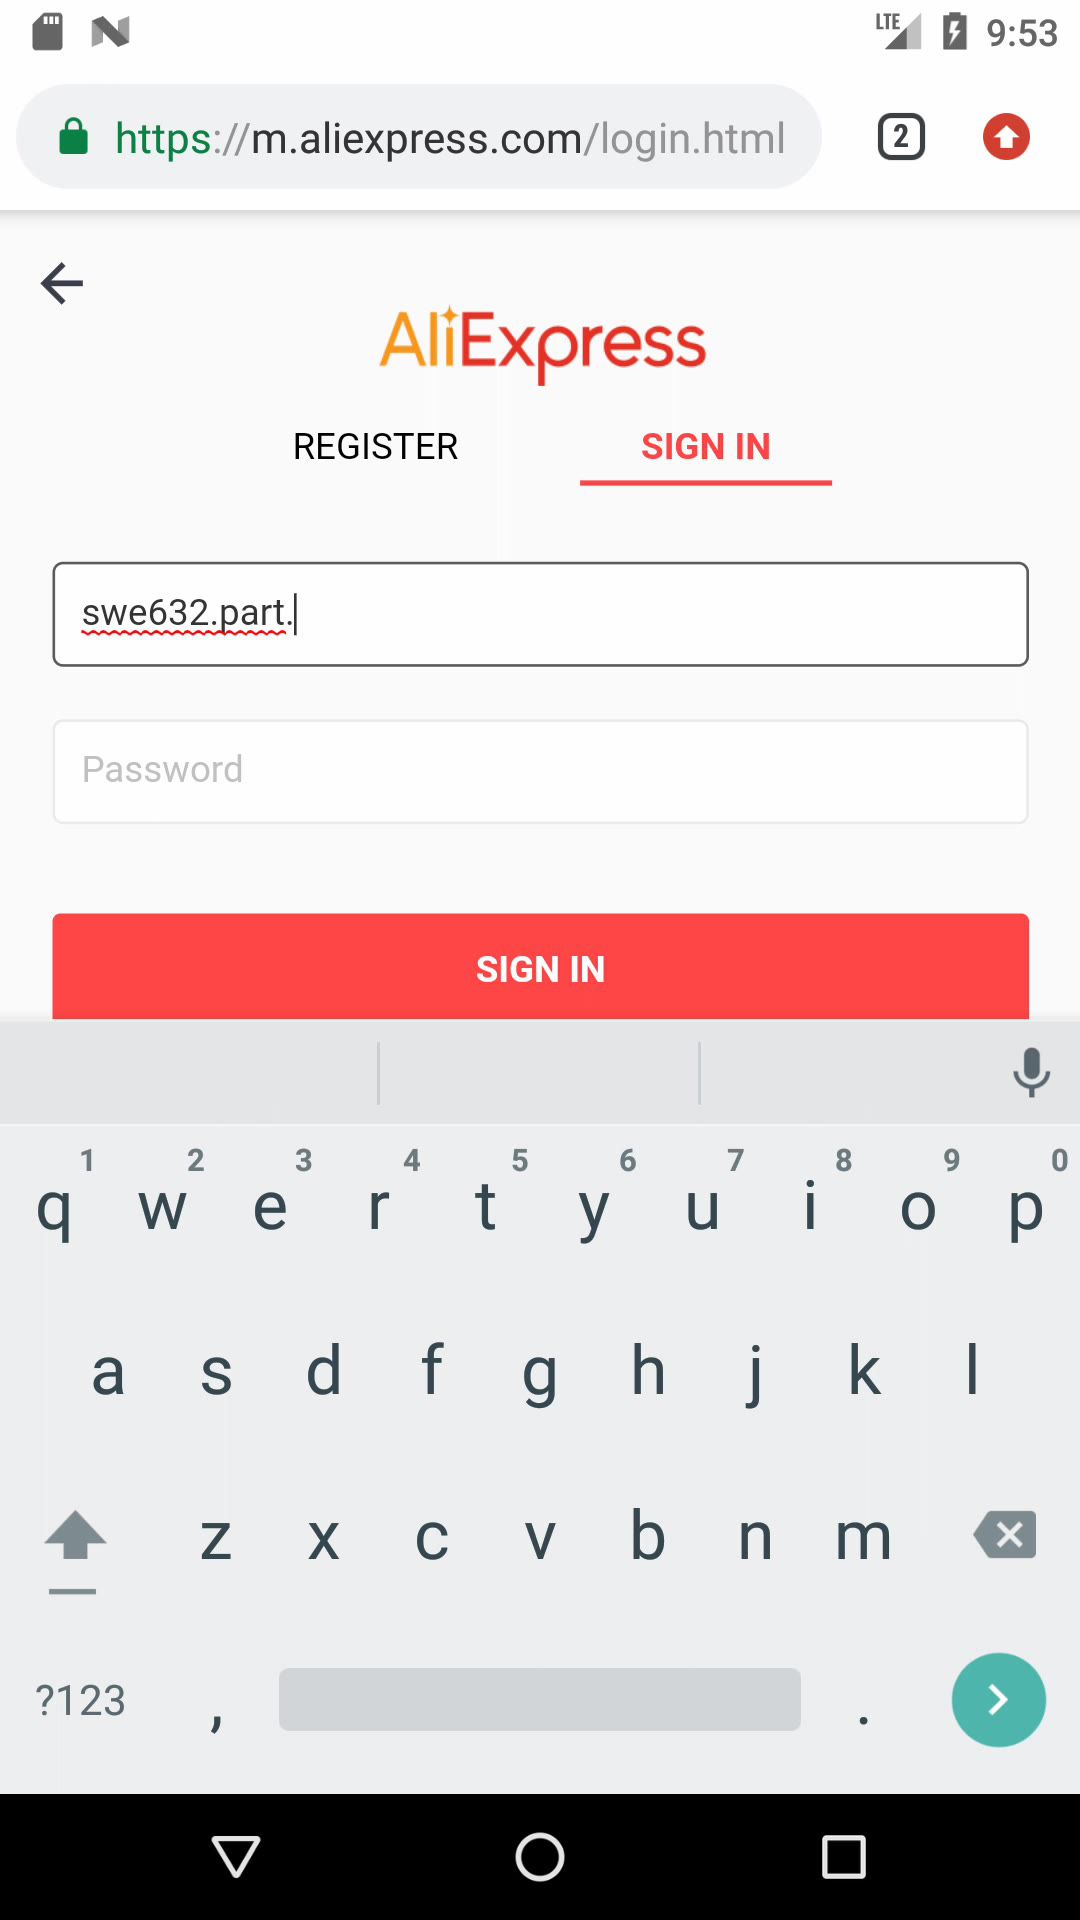 LTE 9:53
https://m.aliexpress.com/login.html 2
AliExpress
REGISTER SIGN IN
swe632.part.
Password
SIGN IN
1 2 3 4 5 6 7 8 9 0
q w e r t y u i o p
a s d f g h j k l
z x c v b n m
?123 , .